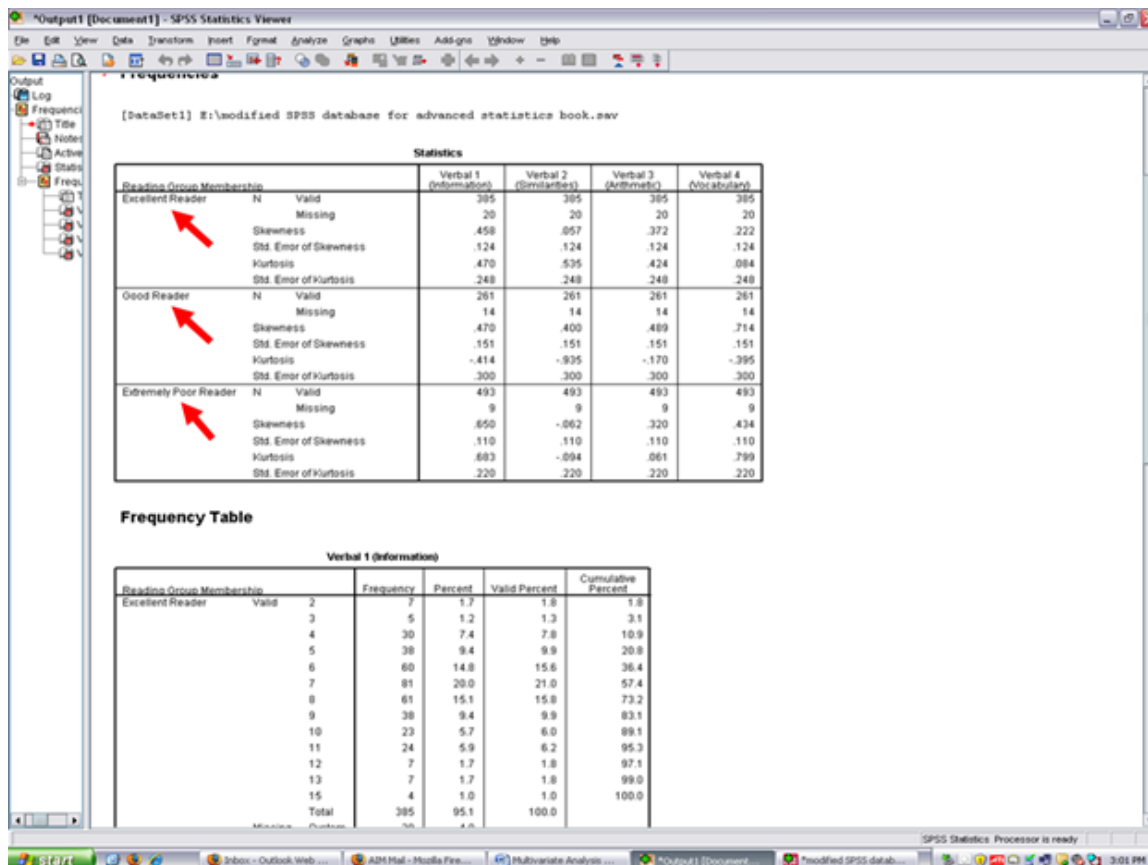 *Output1 [Document1] - SPSS Statistics Viewer
File Edit View Data Transform Insert Format Analyze Graphs Utilities Add-ons Window Help
Output
Log
Frequenci
Title
Notes
Active
Statis
Frequ
Frequencies
[DataSet1] E:\modified SPSS database for advanced statistics book.sav
Statistics
Reading Group Membership Verbal 1 (Information) Verbal 2 (Similarities) Verbal 3 (Arithmetic) Verbal 4 (Vocabulary)
Excellent Reader N Valid 385 385 385 385
Missing 20 20 20 20
Skewness .458 .057 .372 .222
Std. Error of Skewness .124 .124 .124 .124
Kurtosis .470 .535 .424 .084
Std. Error of Kurtosis .248 .248 .248 .248
Good Reader N Valid 261 261 261 261
Missing 14 14 14 14
Skewness .470 .400 .489 .714
Std. Error of Skewness .151 .151 .151 .151
Kurtosis -.414 -.935 -.170 -.395
Std. Error of Kurtosis .300 .300 .300 .300
Extremely Poor Reader N Valid 493 493 493 493
Missing 9 9 9 9
Skewness .650 -.062 .320 .434
Std. Error of Skewness .110 .110 .110 .110
Kurtosis .683 -.094 .061 .799
Std. Error of Kurtosis .220 .220 .220 .220
Frequency Table
Verbal 1 (Information)
Reading Group Membership Frequency Percent Valid Percent Cumulative Percent
Excellent Reader Valid 2 7 1.7 1.8 1.8
3 5 1.2 1.3 3.1
4 30 7.4 7.8 10.9
5 38 9.4 9.9 20.8
6 60 14.8 15.6 36.4
7 81 20.0 21.0 57.4
8 61 15.1 15.8 73.2
9 38 9.4 9.9 83.1
10 23 5.7 6.0 89.1
11 24 5.9 6.2 95.3
12 7 1.7 1.8 97.1
13 7 1.7 1.8 99.0
15 4 1.0 1.0 100.0
Total 385 95.1 100.0
SPSS Statistics Processor is ready
start Inbox - Outlook Web ... AIM Mail - Mozilla Fire... Multivariate Analysis ... *Output1 [Document... *modified SPSS datab... 3:01 PM